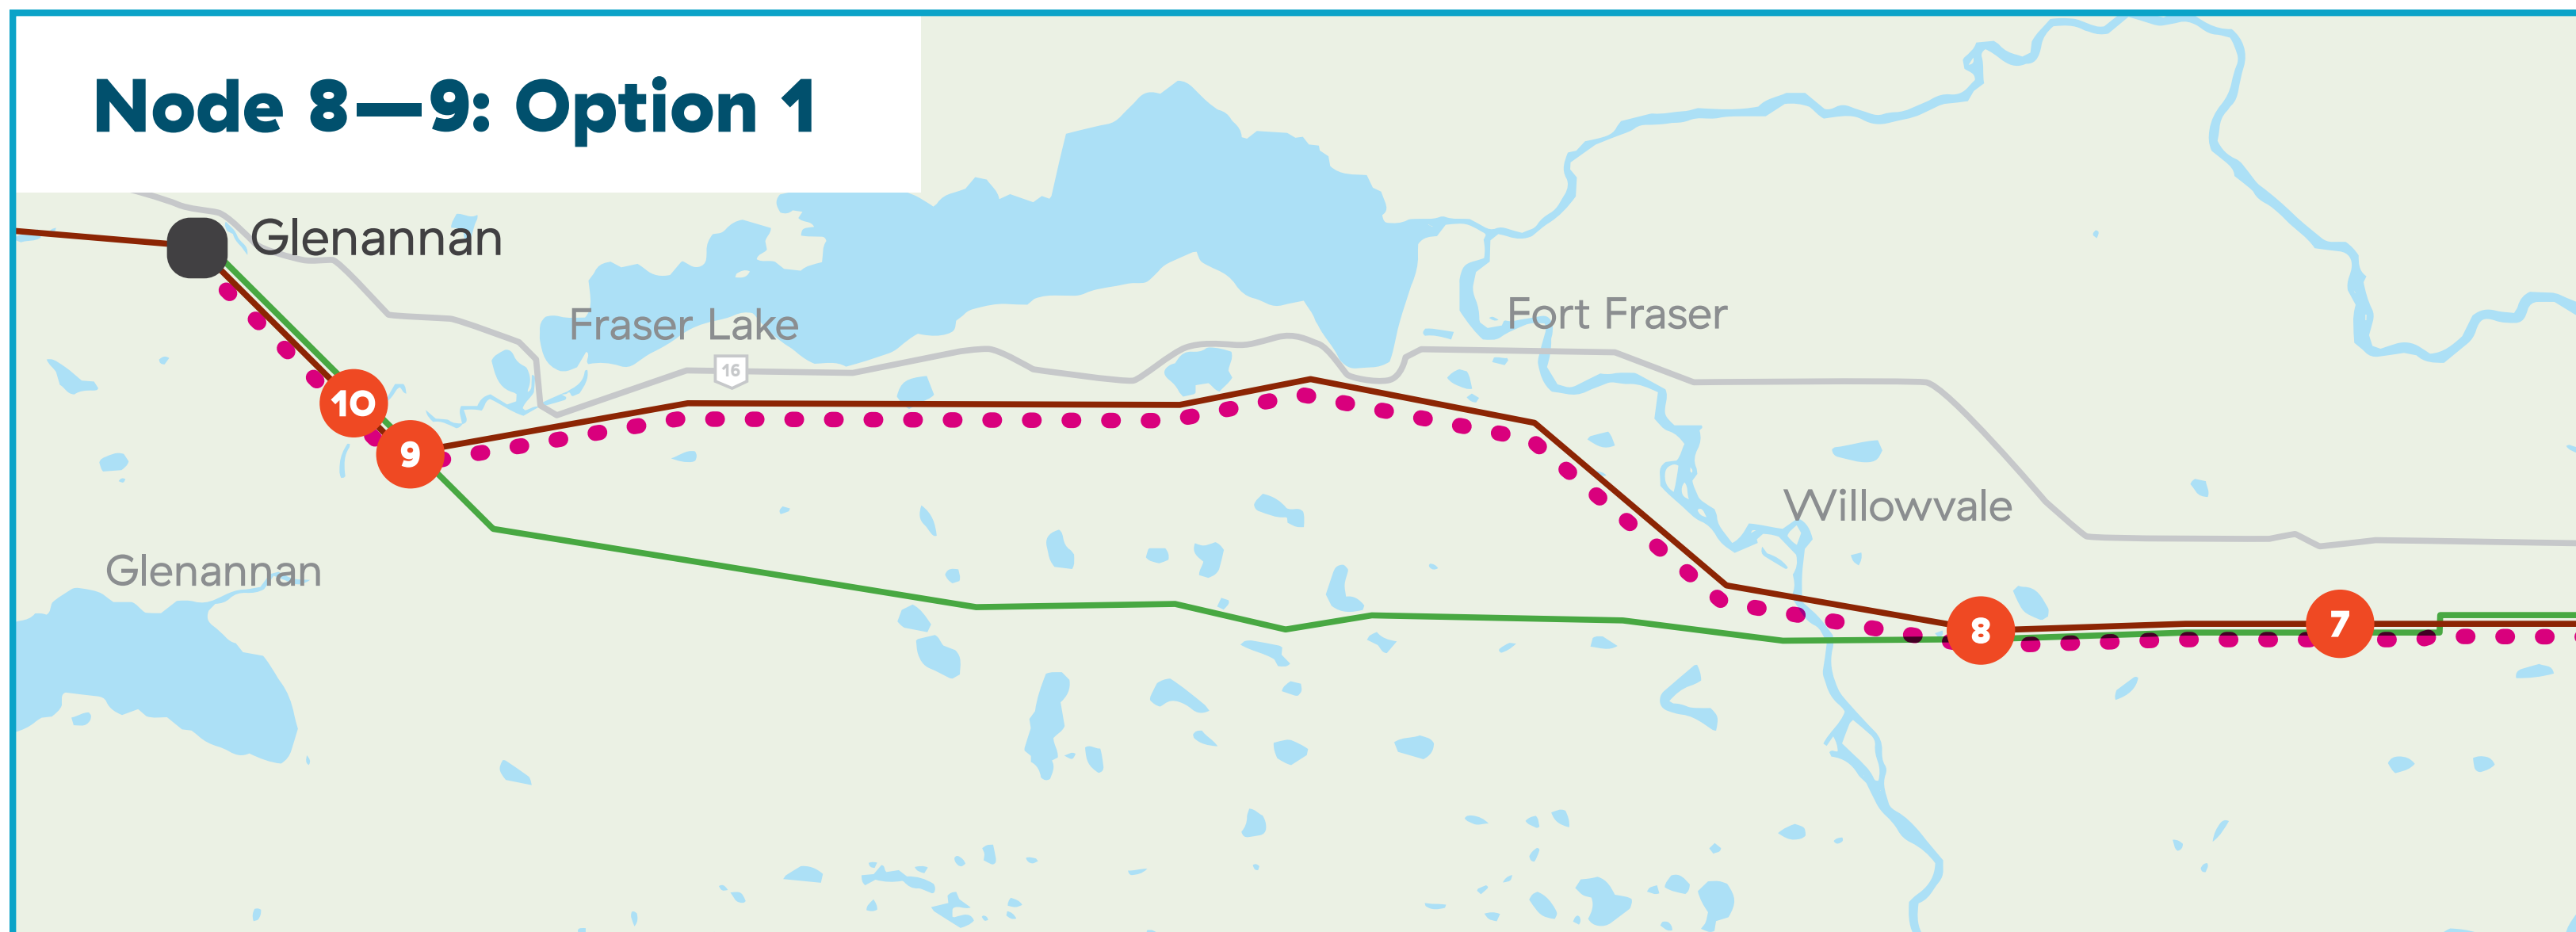 Node 8—9: Option 1
Glenannan
Fraser Lake
Fort Fraser
16
10
9
Willowvale
Glenannan
8
7